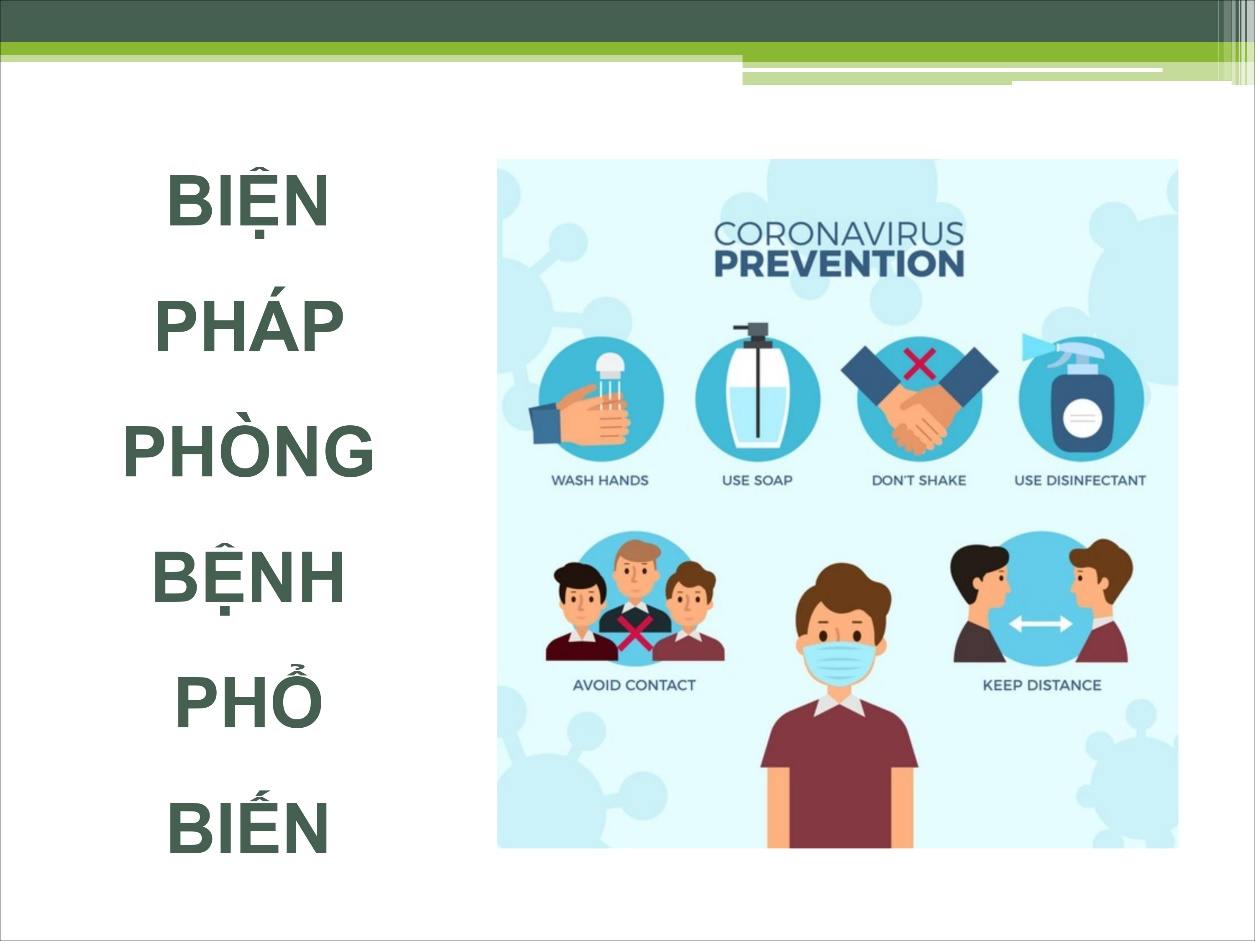 BIỆN
PHÁP
PHÒNG
BỆNH
PHỔ
BIẾN
CORONAVIRUS
PREVENTION
WASH HANDS
USE SOAP
DON'T SHAKE
USE DISINFECTANT
AVOID CONTACT
KEEP DISTANCE